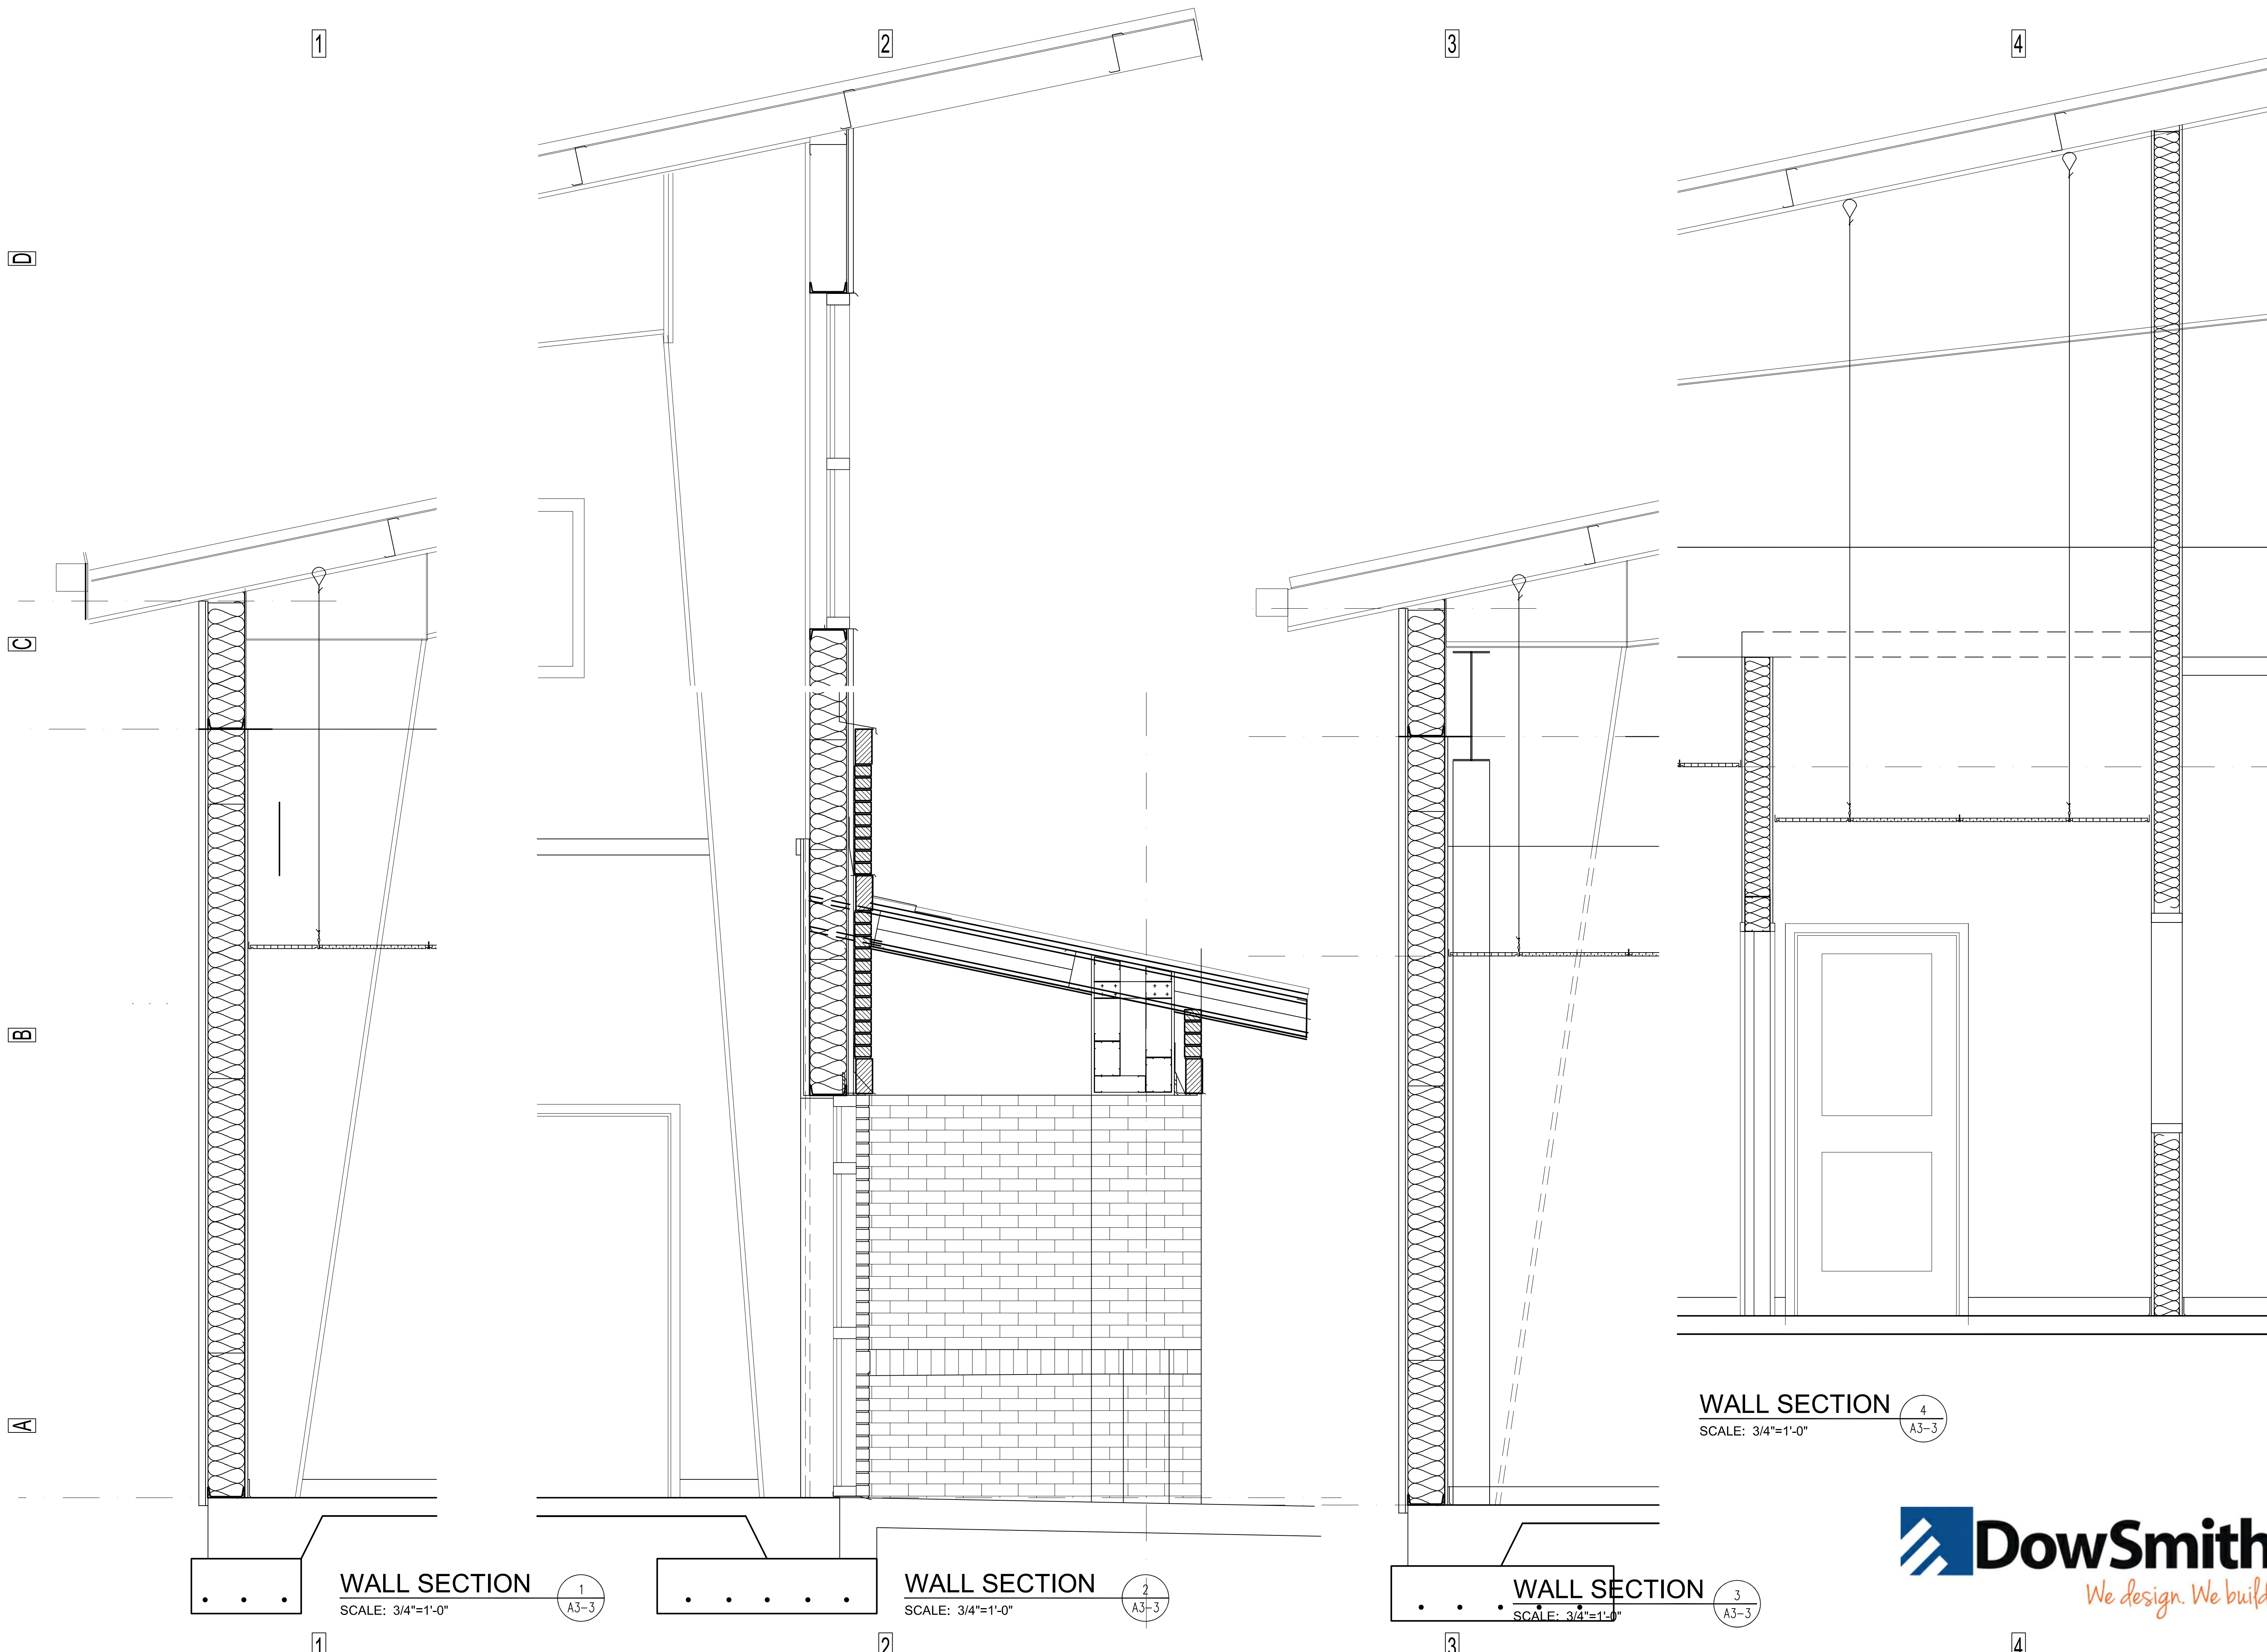 1
2
3
4
D
C
B
A
WALL SECTION
SCALE: 3/4"=1'-0"
1
A3-3
WALL SECTION
SCALE: 3/4"=1'-0"
2
A3-3
WALL SECTION
SCALE: 3/4"=1'-0"
3
A3-3
WALL SECTION
SCALE: 3/4"=1'-0"
4
A3-3
DowSmith
We design. We build
1
2
3
4